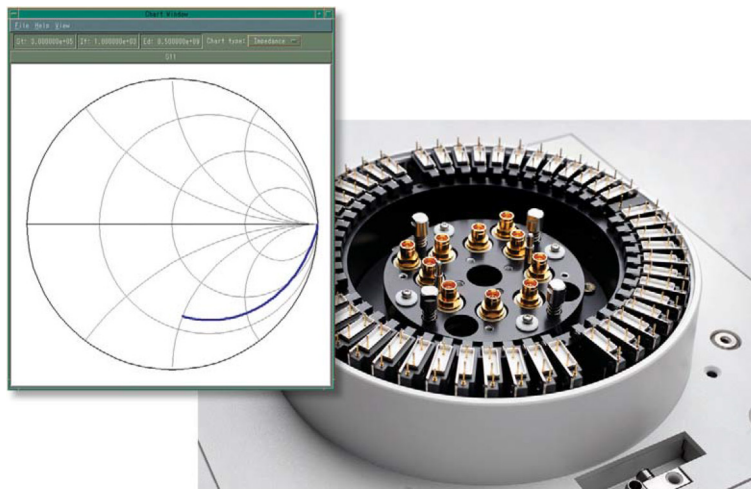 Chart Window
File Help View
St: 3.000000e+05 If: 1.000000e+03 Ed: 8.500000e+09 Chart type: Impedance
S11